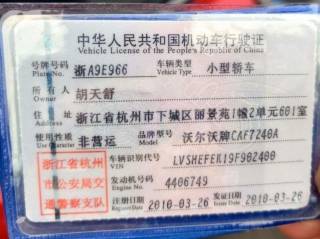 中华人民共和国机动车行驶证
Vehicle License of the People's Republic of China
号牌号码 浙A9E966 车辆类型 小型轿车
Plate No. Vehicle Type
所有人 胡天舒
Owner
住址 浙江省杭州市下城区丽景苑1幢2单元601室
使用性质 非营运 品牌型号 沃尔沃牌CAF7240A
Use Character Model
浙江省杭州市公安局交通警察支队
车辆识别代号 LVSHEFEK19F902400
VIN
发动机号码 4406749
Engine No.
注册日期 2010-03-26 发证日期 2010-03-26
Register Date Issue Date